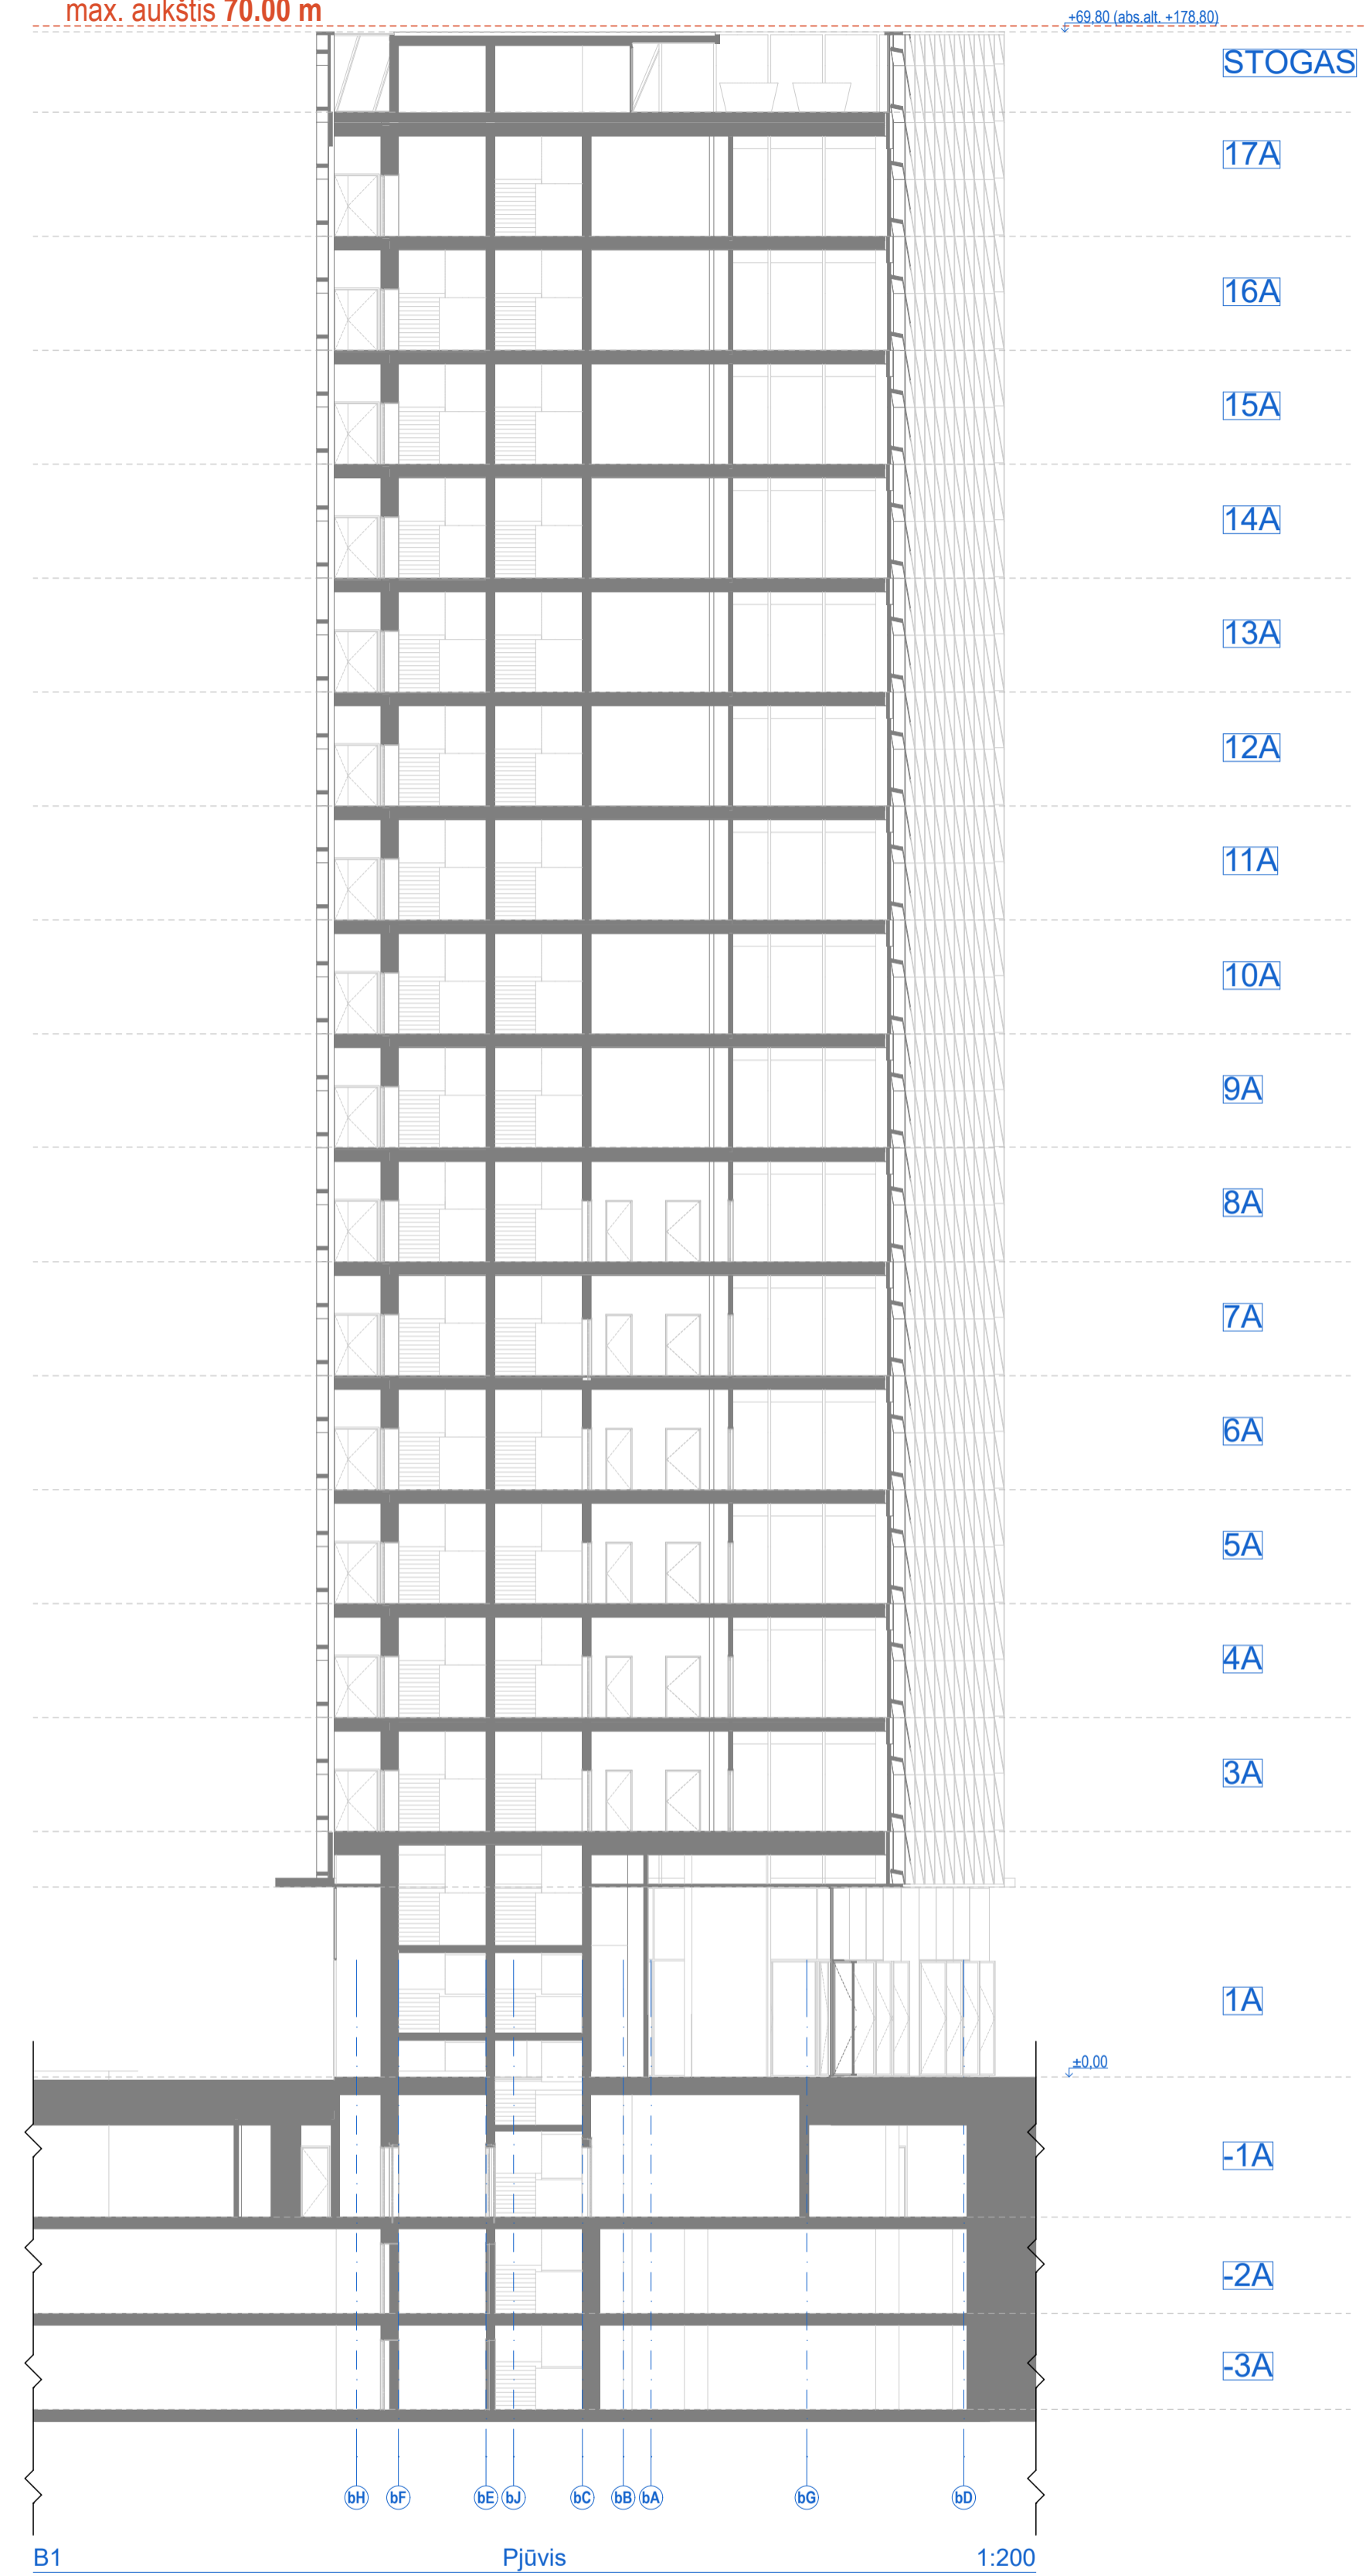 max. aukštis 70.00 m
+69,80 (abs.alt. +178,80)
STOGAS
17A
16A
15A
14A
13A
12A
11A
10A
9A
8A
7A
6A
5A
4A
3A
1A
±0,00
-1A
-2A
-3A
bH bF bE bJ bC bB bA bG bD
B1 Pjūvis 1:200